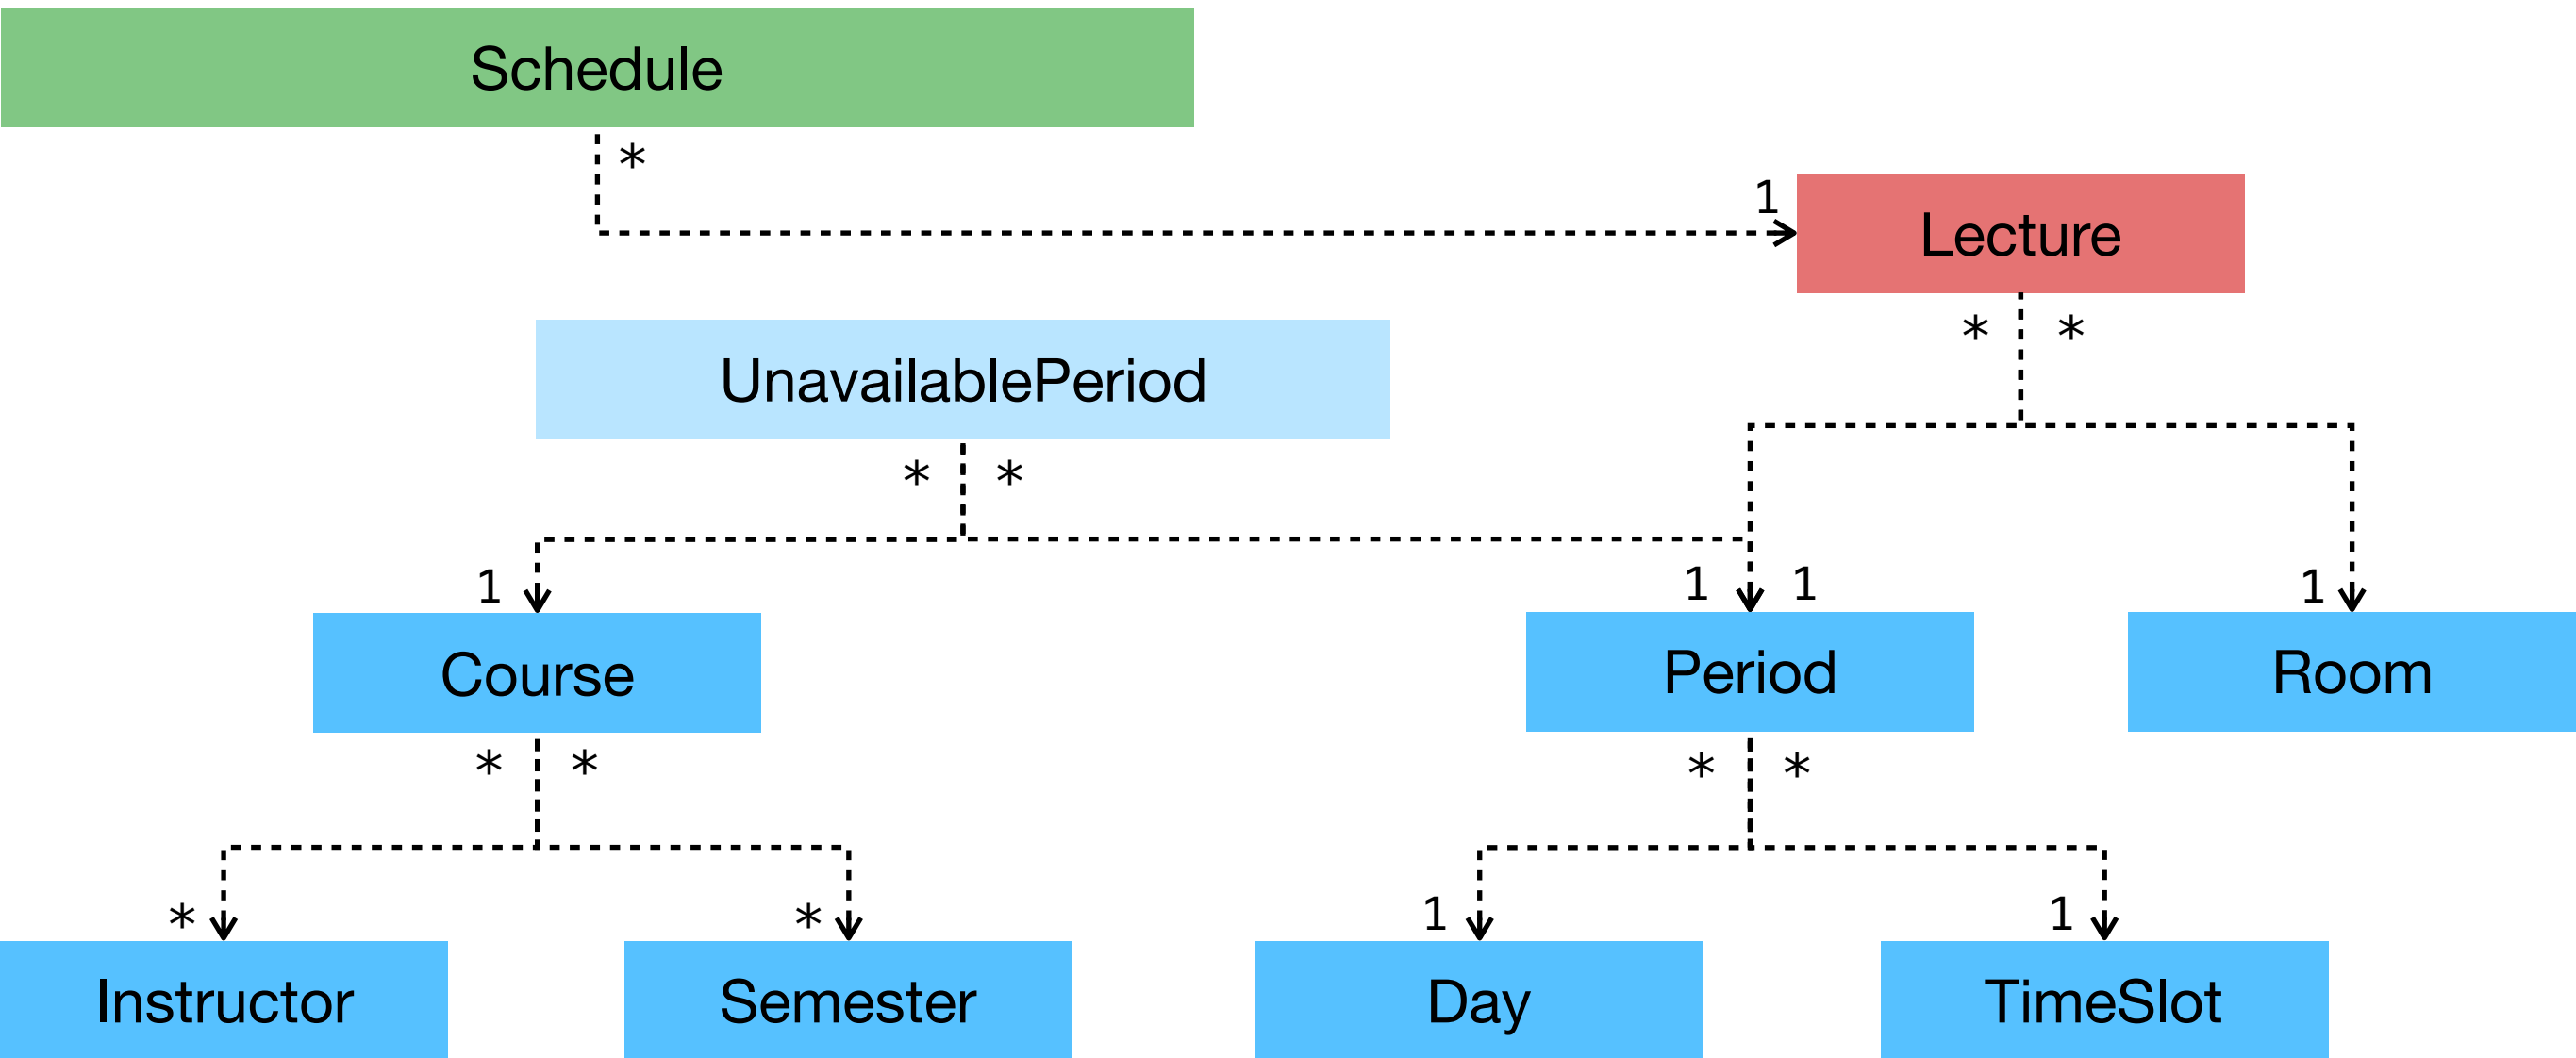 Schedule
*
1
Lecture
* *
UnavailablePeriod
* *
1
1 1
1
Course
Period
Room
* *
* *
*
*
1
1
Instructor
Semester
Day
TimeSlot